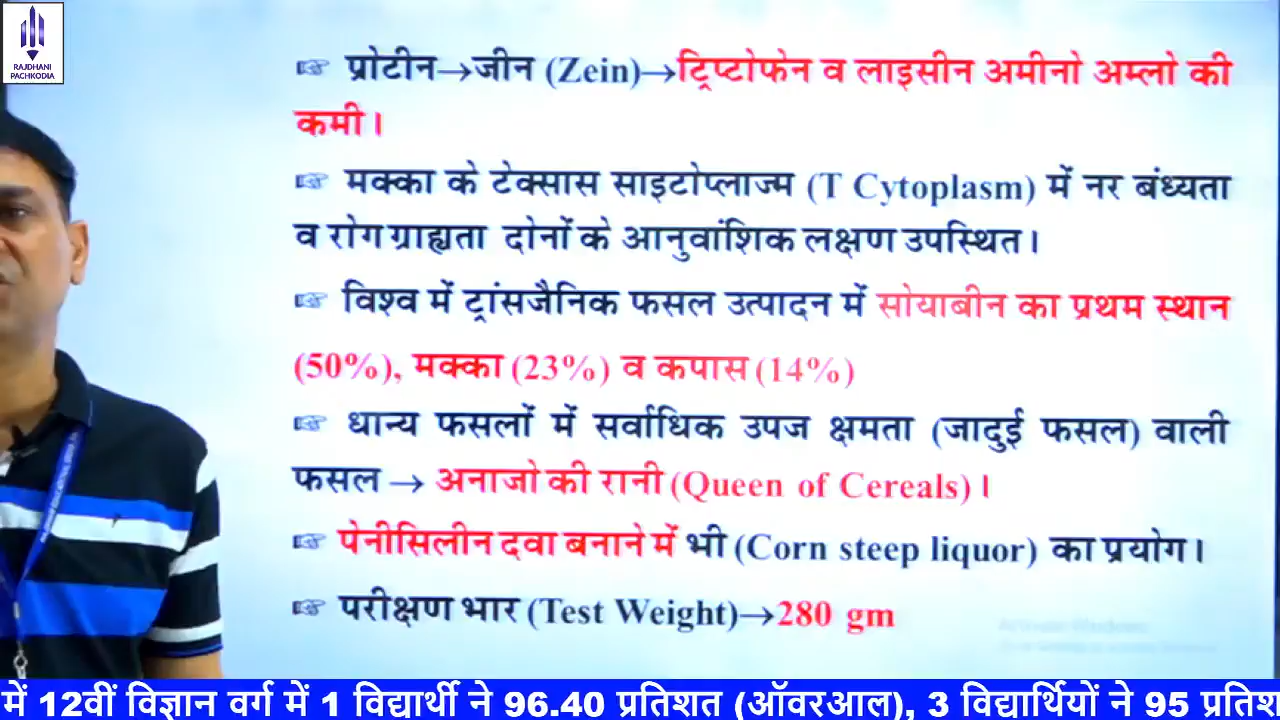 RAJDHANI
PACHKODIA
☞ प्रोटीन→जीन (Zein)→ट्रिप्टोफेन व लाइसीन अमीनो अम्लो की
कमी।
☞ मक्का के टेक्सास साइटोप्लाज्म (T Cytoplasm) में नर बंध्यता
व रोग ग्राह्यता दोनों के आनुवांशिक लक्षण उपस्थित।
☞ विश्व में ट्रांसजैनिक फसल उत्पादन में सोयाबीन का प्रथम स्थान
(50%), मक्का (23%) व कपास (14%)
☞ धान्य फसलों में सर्वाधिक उपज क्षमता (जादुई फसल) वाली
फसल → अनाजो की रानी (Queen of Cereals)।
☞ पेनीसिलीन दवा बनाने में भी (Corn steep liquor) का प्रयोग।
☞ परीक्षण भार (Test Weight)→280 gm
में 12वीं विज्ञान वर्ग में 1 विद्यार्थी ने 96.40 प्रतिशत (ऑवरआल), 3 विद्यार्थियों ने 95 प्रतिश